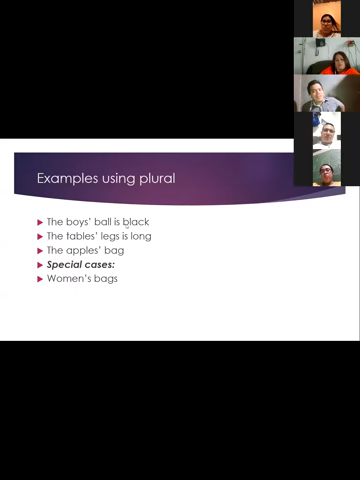 Examples using plural
The boys' ball is black
The tables' legs is long
The apples' bag
Special cases:
Women's bags